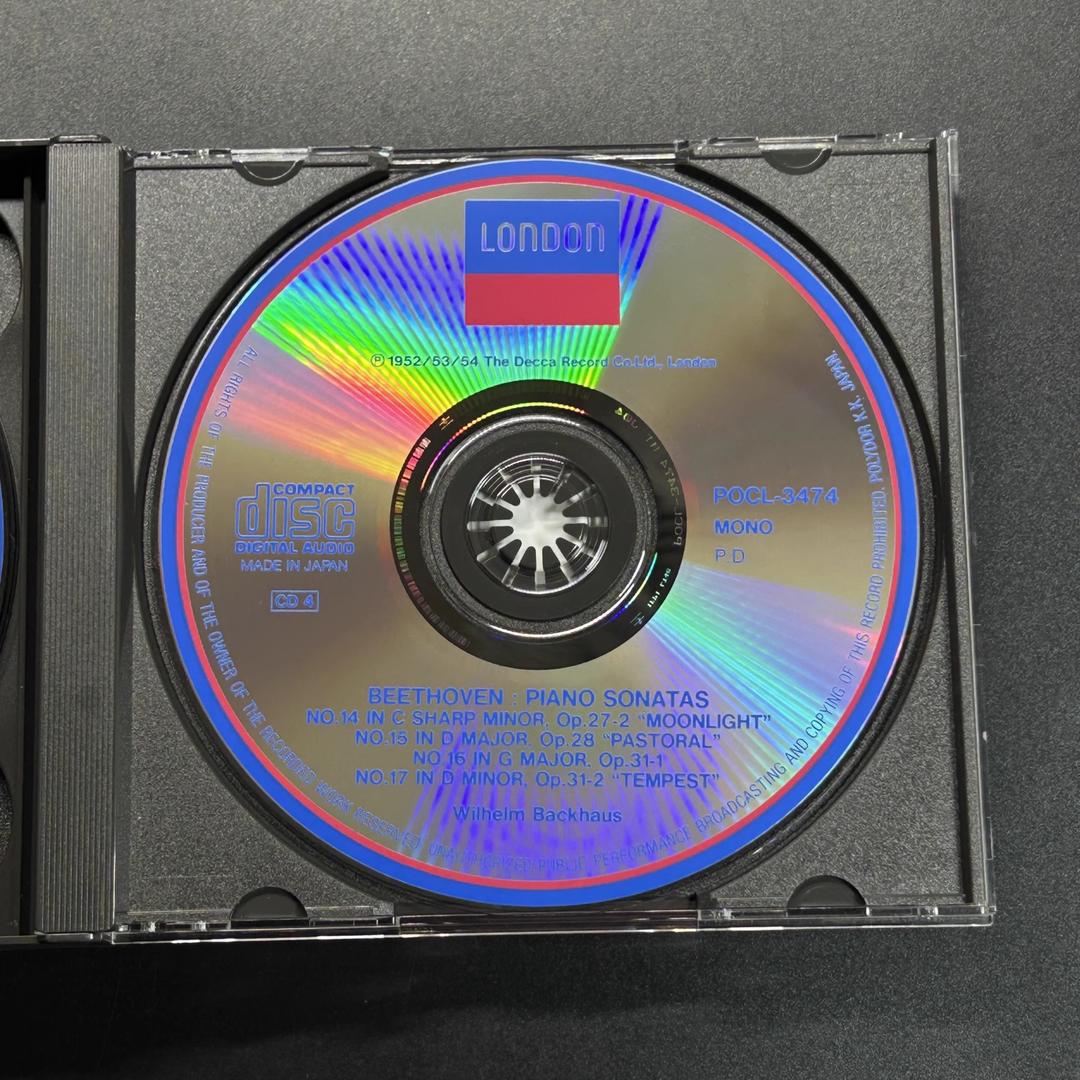 LONDON
℗ 1952/53/54 The Decca Record Co.Ltd., London
COMPACT
disc
DIGITAL AUDIO
MADE IN JAPAN
CD 4
POCL-3474
MONO
P.D
BEETHOVEN : PIANO SONATAS
NO.14 IN C SHARP MINOR, Op.27-2 "MOONLIGHT"
NO.15 IN D MAJOR, Op.28 "PASTORAL"
NO.16 IN G MAJOR, Op.31-1
NO.17 IN D MINOR, Op.31-2 "TEMPEST"
Wilhelm Backhaus
ALL RIGHTS OF THE PRODUCER AND OF THE OWNER OF THE RECORDED WORK RESERVED. UNAUTHORIZED PUBLIC PERFORMANCE BROADCASTING AND COPYING OF THIS RECORD PROHIBITED. POLYDOR K.K. JAPAN.